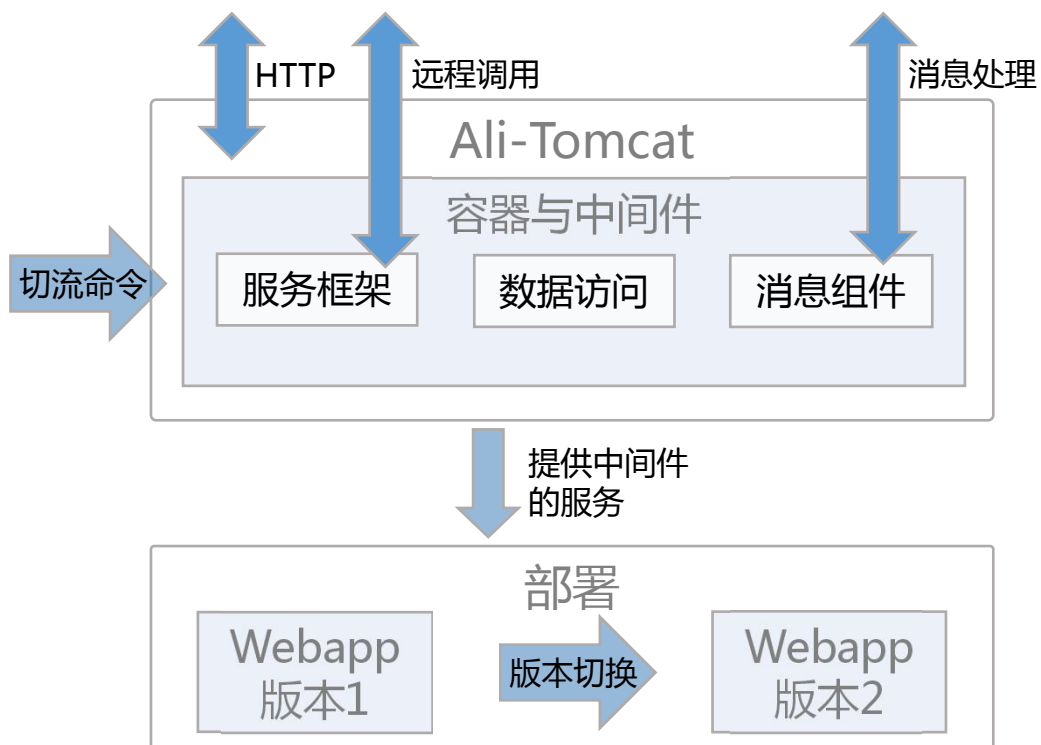 HTTP
远程调用
消息处理
Ali-Tomcat
容器与中间件
切流命令
服务框架
数据访问
消息组件
提供中间件
的服务
部署
Webapp
版本1
版本切换
Webapp
版本2